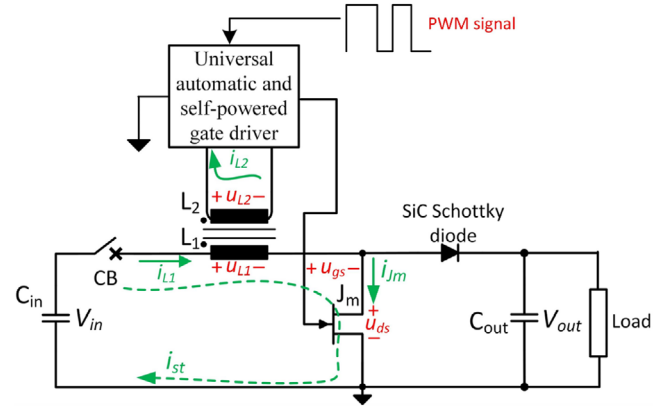 PWM signal
Universal
automatic and
self-powered
gate driver
iL2
+ uL2 −
L2
L1
SiC Schottky
diode
CB
iL1
+ uL1 −
+ ugs −
iJm
Jm
Cin
Vin
+
uds
−
Cout
Vout
Load
ist